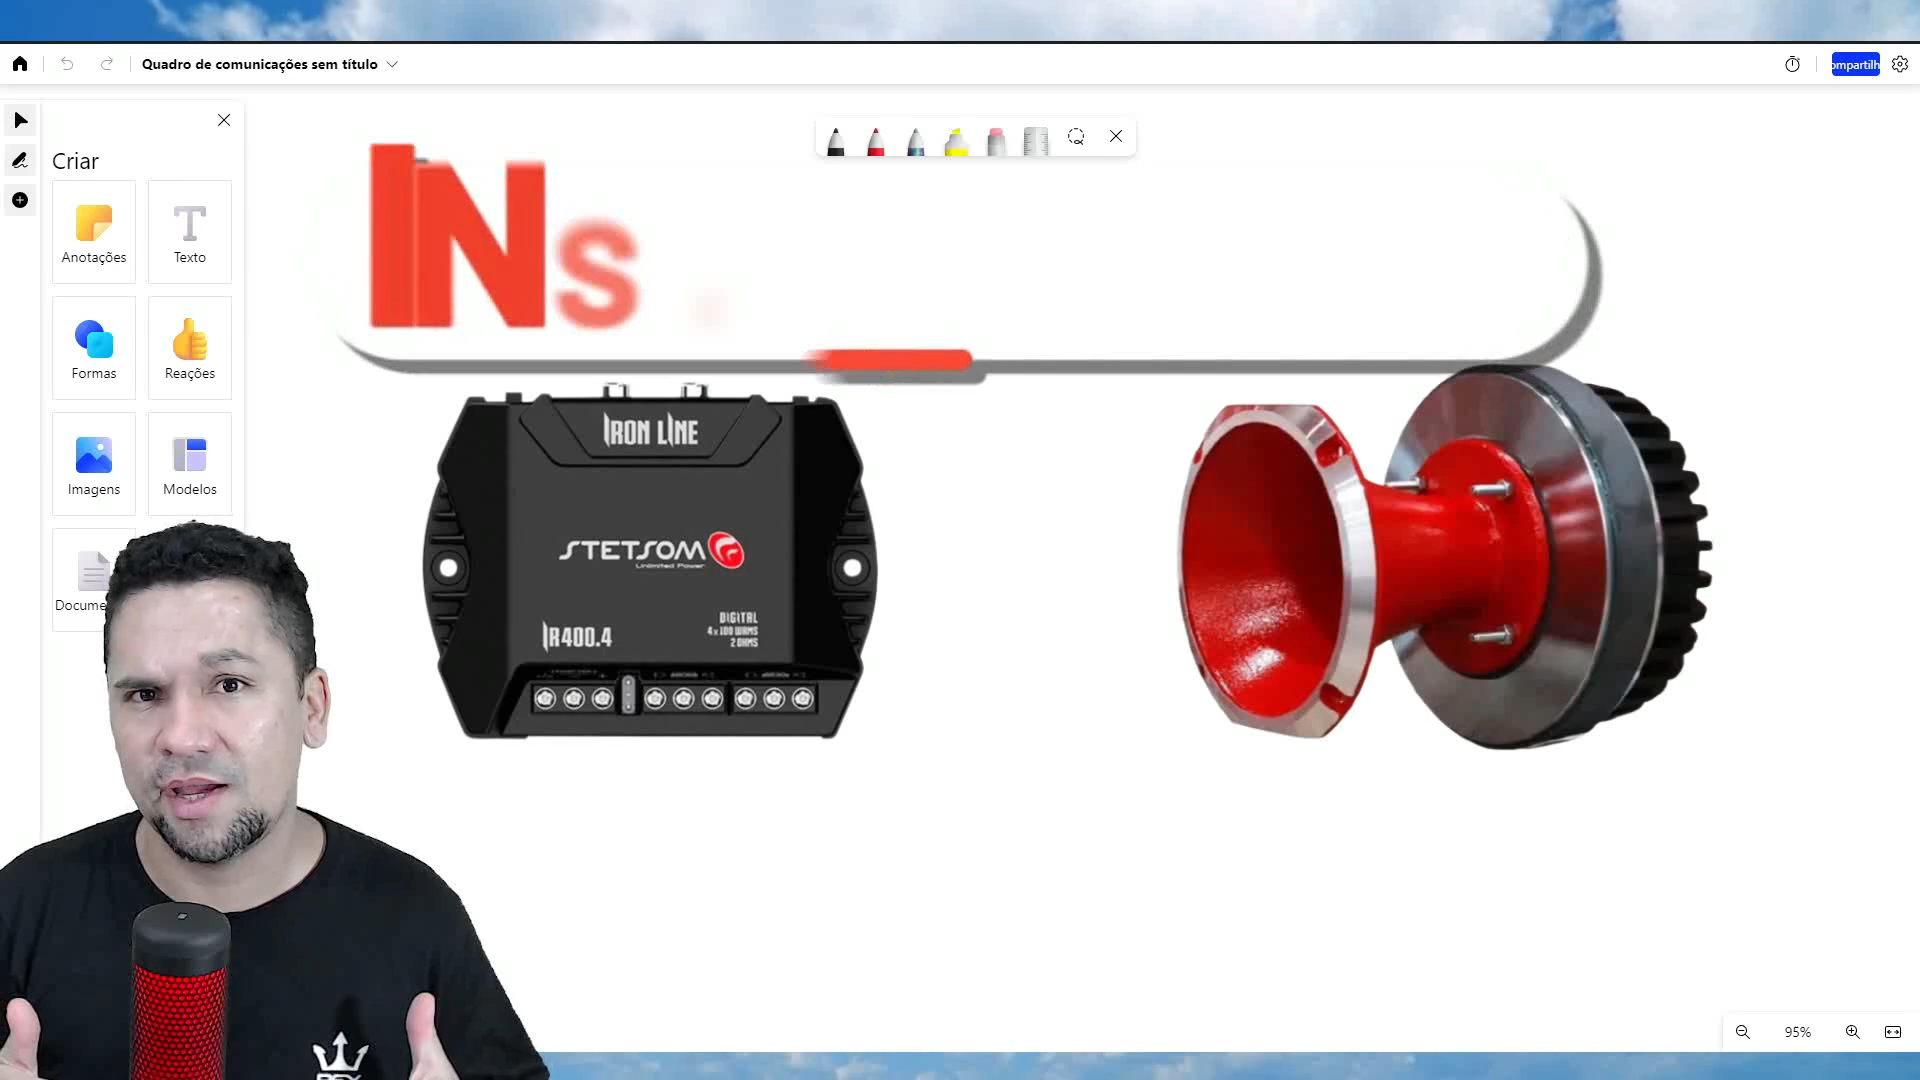 Quadro de comunicações sem título
ompartilh
Criar
Anotações
Texto
Formas
Reações
Imagens
Modelos
Docume
INs
IRON LINE
STETSOM
Unlimited Power
IR400.4
DIGITAL
4x100 WRMS
2 OHMS
95%